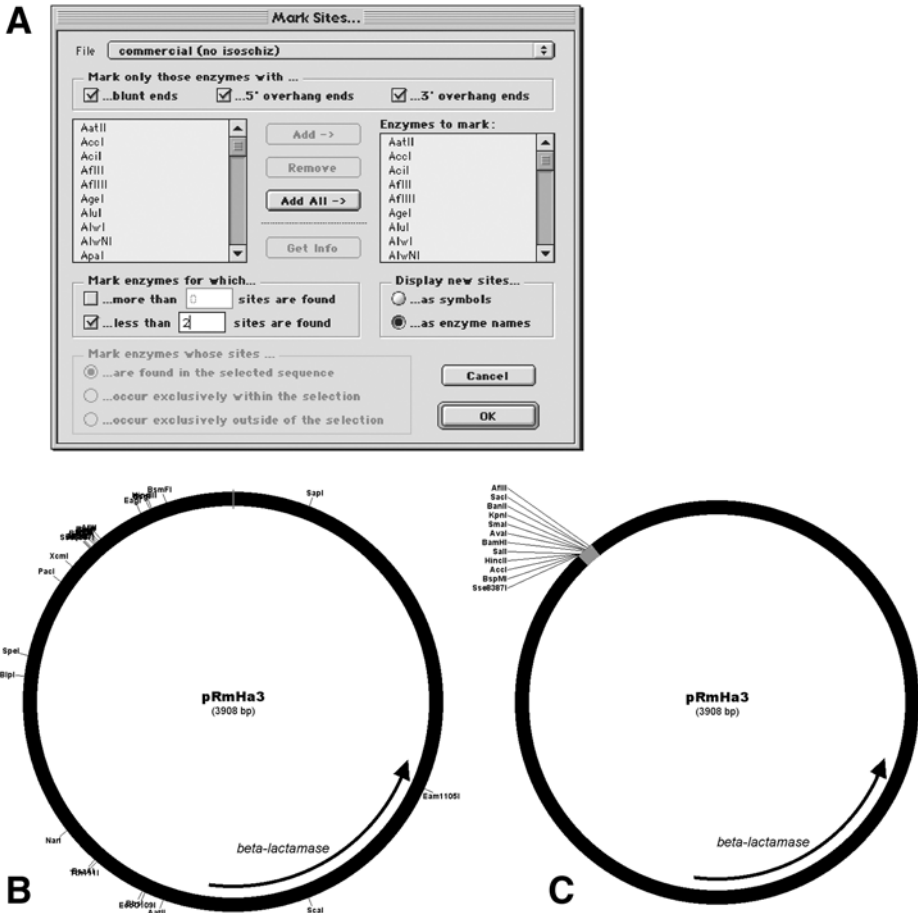 A
Mark Sites...
File commercial (no isoschiz)
Mark only those enzymes with ...
...blunt ends ...5' overhang ends ...3' overhang ends
AatII
AccI
AciI
AflII
AflIII
AgeI
AluI
AlwI
AlwNI
ApaI
Add ->
Remove
Add All ->
Get Info
Enzymes to mark:
AatII
AccI
AciI
AflII
AflIII
AgeI
AluI
AlwI
AlwNI
Mark enzymes for which...
...more than 0 sites are found
...less than 2 sites are found
Display new sites...
...as symbols
...as enzyme names
Mark enzymes whose sites ...
...are found in the selected sequence
...occur exclusively within the selection
...occur exclusively outside of the selection
Cancel
OK
BsmFI
EagI
SapI
XcmI
PacI
SpeI
BlpI
pRmHa3
(3908 bp)
Eam1105I
beta-lactamase
NarI
AatII
ScaI
B
AflII
SacI
BanII
KpnI
SmaI
AvaI
BamHI
SalI
HincII
AccI
BspMI
Sse8387I
pRmHa3
(3908 bp)
beta-lactamase
C